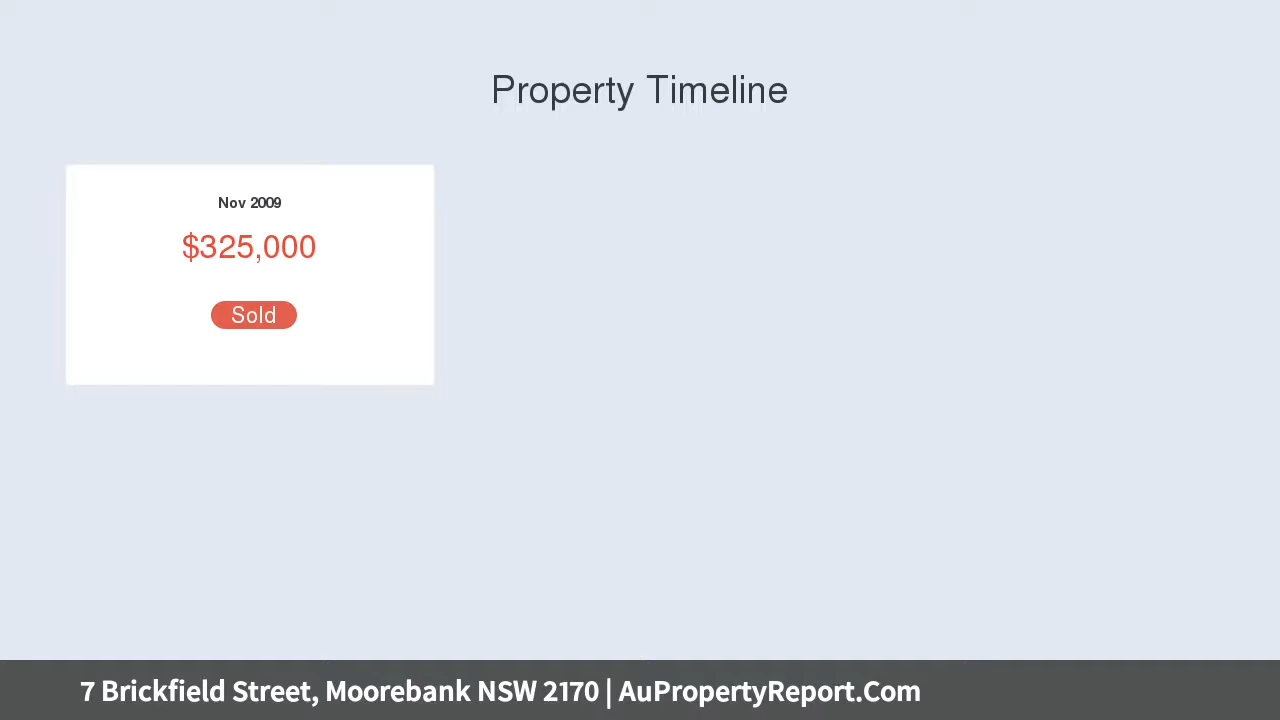 Property Timeline
Nov 2009
$325,000
Sold
7 Brickfield Street, Moorebank NSW 2170 | AuPropertyReport.Com